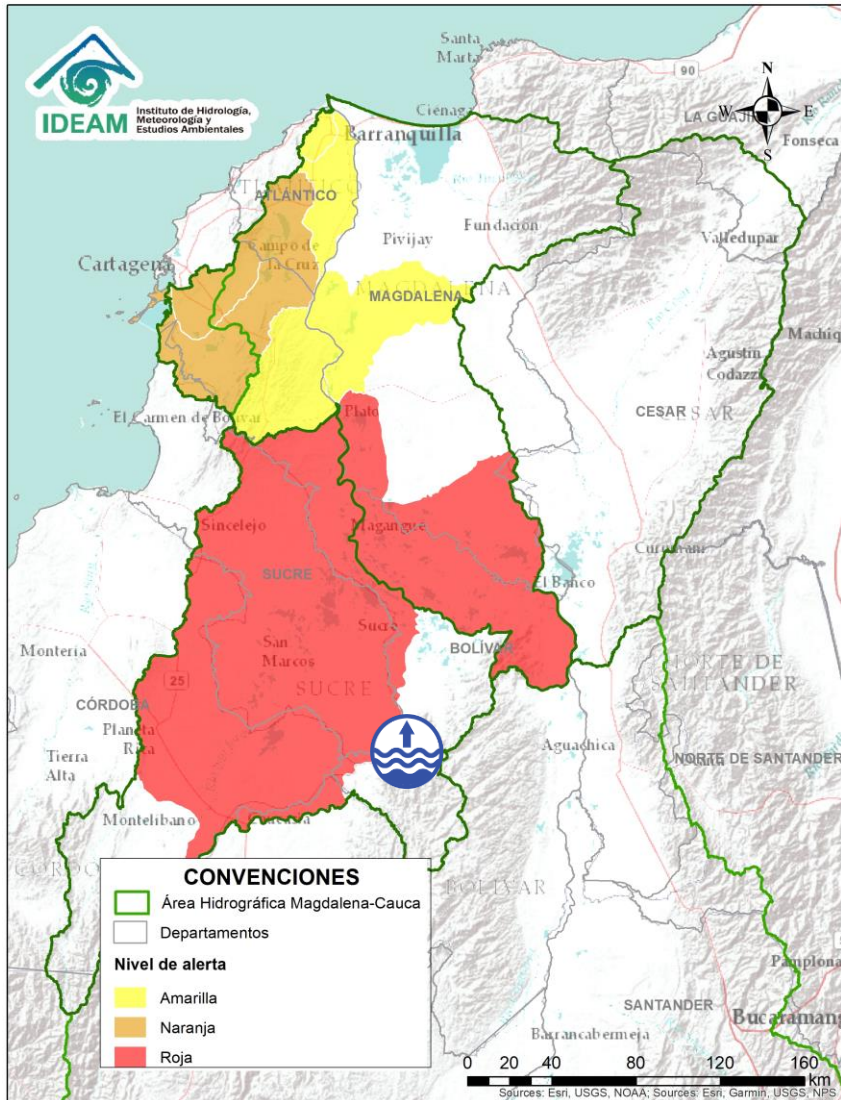 IDEAM
Instituto de Hidrología,
Meteorología y
Estudios Ambientales
Santa
Marta
90
N
W
E
S
LA GUAJIRA
Fonseca
Ciénaga
Barranquilla
ATLÁNTICO
Fundación
Pivijay
Valledupar
Cartagena
Campo de
la Cruz
MAGDALENA
Agustín
Codazzi
CESAR
CESAR
El Carmen de Bolívar
Plato
Sincelejo
Magangué
Curumaní
El Banco
SUCRE
Sucre
San
Marcos
BOLÍVAR
Montería
25
SUCRE
NORTE DE
SANTANDER
CÓRDOBA
Planeta
Rica
Tierra
Alta
Aguachica
NORTE DE SANTANDER
Montelíbano
BOLÍVAR
CONVENCIONES
Área Hidrográfica Magdalena-Cauca
Departamentos
Nivel de alerta
Amarilla
Naranja
Roja
Pamplona
SANTANDER
Barrancabermeja
0 20 40 80 120 160
km
Sources: Esri, USGS, NOAA; Sources: Esri, Garmin, USGS, NPS